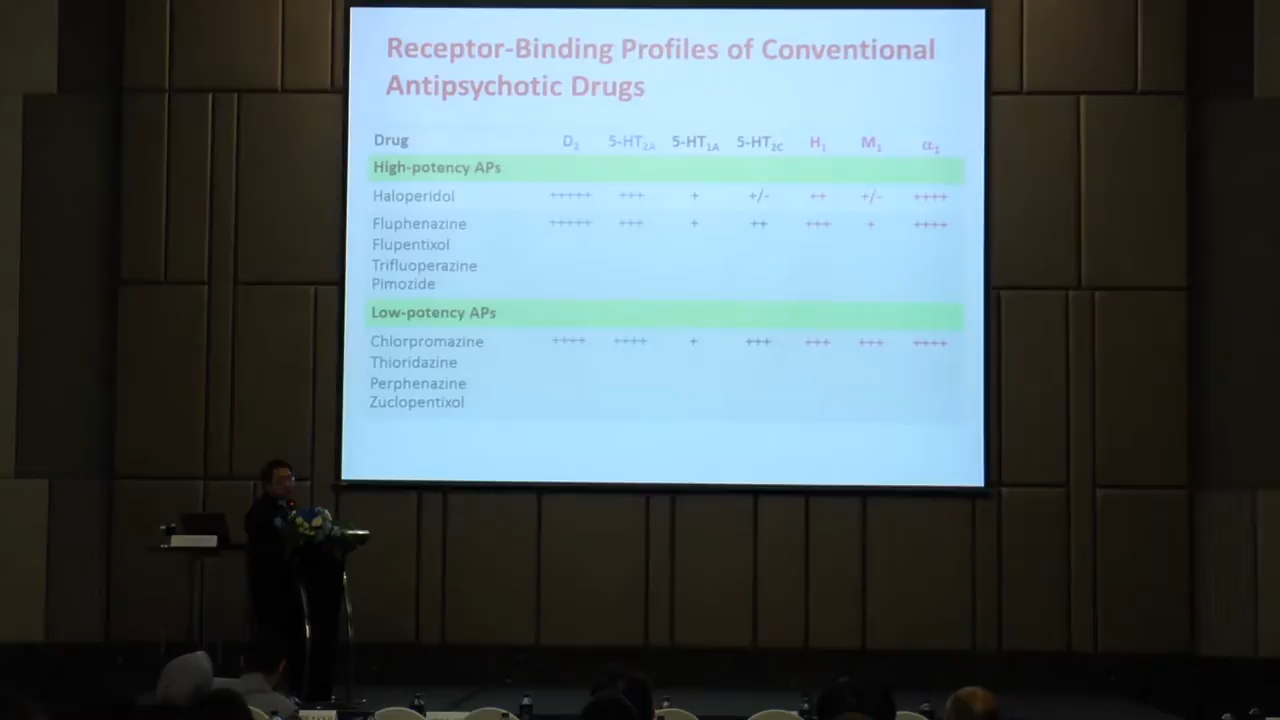 Receptor-Binding Profiles of Conventional
Antipsychotic Drugs
Drug D2 5-HT2A 5-HT1A 5-HT2C H1 M1 α1
High-potency APs
Haloperidol +++++ +++ + +/- ++ +/- ++++
Fluphenazine +++++ +++ + ++ +++ + ++++
Flupentixol
Trifluoperazine
Pimozide
Low-potency APs
Chlorpromazine ++++ ++++ + +++ +++ +++ ++++
Thioridazine
Perphenazine
Zuclopentixol